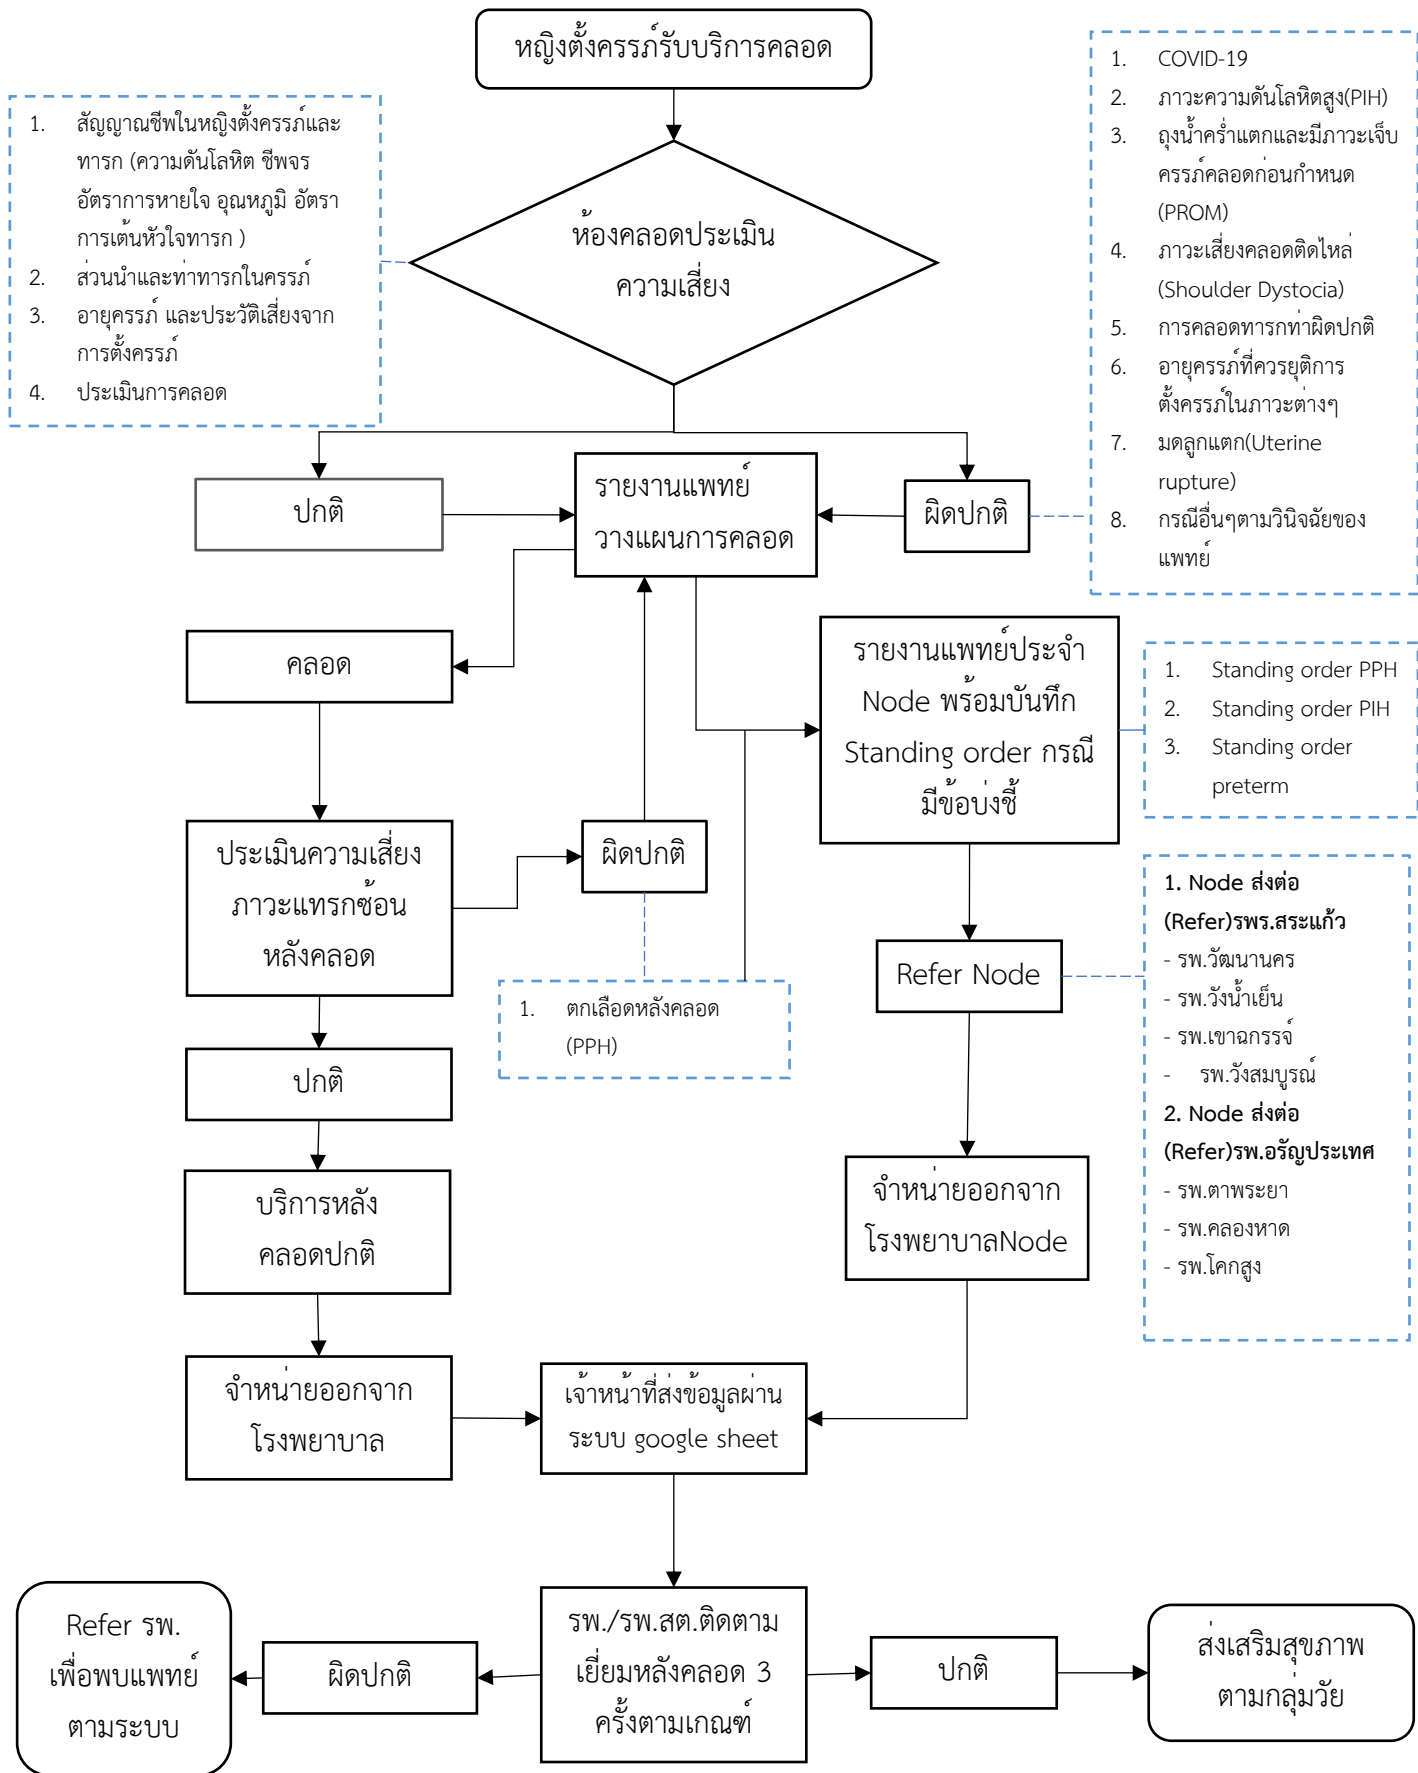 หญิงตั้งครรภ์รับบริการคลอด
1. สัญญาณชีพในหญิงตั้งครรภ์และ
ทารก (ความดันโลหิต ชีพจร
อัตราการหายใจ อุณหภูมิ อัตรา
การเต้นหัวใจทารก )
2. ส่วนนำและท่าทารกในครรภ์
3. อายุครรภ์ และประวัติเสี่ยงจาก
การตั้งครรภ์
4. ประเมินการคลอด
ห้องคลอดประเมิน
ความเสี่ยง
1. COVID-19
2. ภาวะความดันโลหิตสูง(PIH)
3. ถุงน้ำคร่ำแตกและมีภาวะเจ็บ
ครรภ์คลอดก่อนกำหนด
(PROM)
4. ภาวะเสี่ยงคลอดติดไหล่
(Shoulder Dystocia)
5. การคลอดทารกท่าผิดปกติ
6. อายุครรภ์ที่ควรยุติการ
ตั้งครรภ์ในภาวะต่างๆ
7. มดลูกแตก(Uterine
rupture)
8. กรณีอื่นๆตามวินิจฉัยของ
แพทย์
ปกติ
รายงานแพทย์
วางแผนการคลอด
ผิดปกติ
คลอด
รายงานแพทย์ประจำ
Node พร้อมบันทึก
Standing order กรณี
มีข้อบ่งชี้
1. Standing order PPH
2. Standing order PIH
3. Standing order
preterm
ประเมินความเสี่ยง
ภาวะแทรกซ้อน
หลังคลอด
ผิดปกติ
1. ตกเลือดหลังคลอด
(PPH)
Refer Node
1. Node ส่งต่อ
(Refer)รพร.สระแก้ว
- รพ.วัฒนานคร
- รพ.วังน้ำเย็น
- รพ.เขาฉกรรจ์
- รพ.วังสมบูรณ์
2. Node ส่งต่อ
(Refer)รพ.อรัญประเทศ
- รพ.ตาพระยา
- รพ.คลองหาด
- รพ.โคกสูง
ปกติ
บริการหลัง
คลอดปกติ
จำหน่ายออกจาก
โรงพยาบาลNode
จำหน่ายออกจาก
โรงพยาบาล
เจ้าหน้าที่ส่งข้อมูลผ่าน
ระบบ google sheet
Refer รพ.
เพื่อพบแพทย์
ตามระบบ
ผิดปกติ
รพ./รพ.สต.ติดตาม
เยี่ยมหลังคลอด 3
ครั้งตามเกณฑ์
ปกติ
ส่งเสริมสุขภาพ
ตามกลุ่มวัย